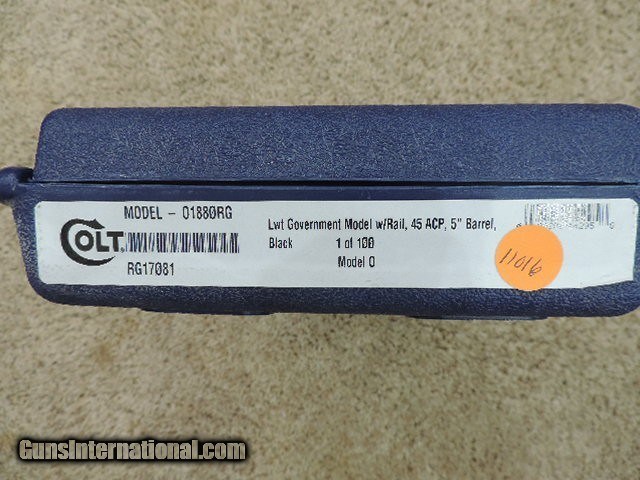 MODEL - 01880RG
COLT
RG17081
Lwt Government Model w/Rail, 45 ACP, 5" Barrel,
Black 1 of 100
Model O
11016
GunsInternational.com